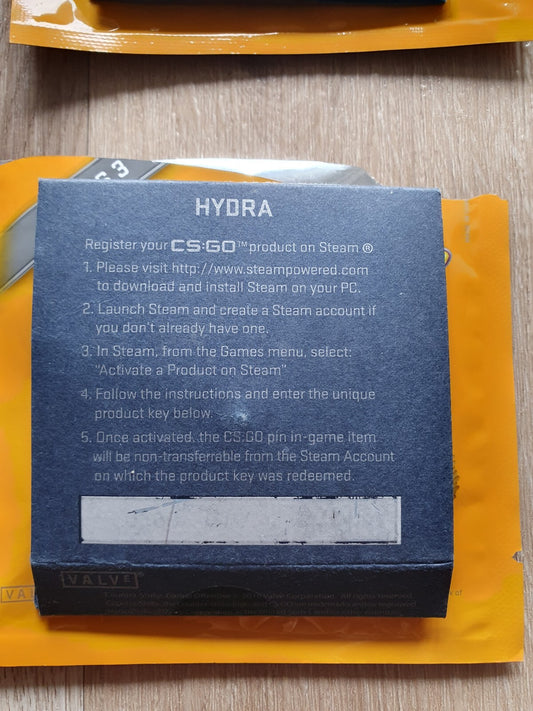 S 3
HYDRA
Register your CS:GO™ product on Steam ®
1. Please visit http://www.steampowered.com
to download and install Steam on your PC.
2. Launch Steam and create a Steam account if
you don't already have one.
3. In Steam, from the Games menu, select:
"Activate a Product on Steam"
4. Follow the instructions and enter the unique
product key below.
5. Once activated, the CS:GO pin in-game item
will be non-transferrable from the Steam Account
on which the product key was redeemed.
VALVE
VAL
of